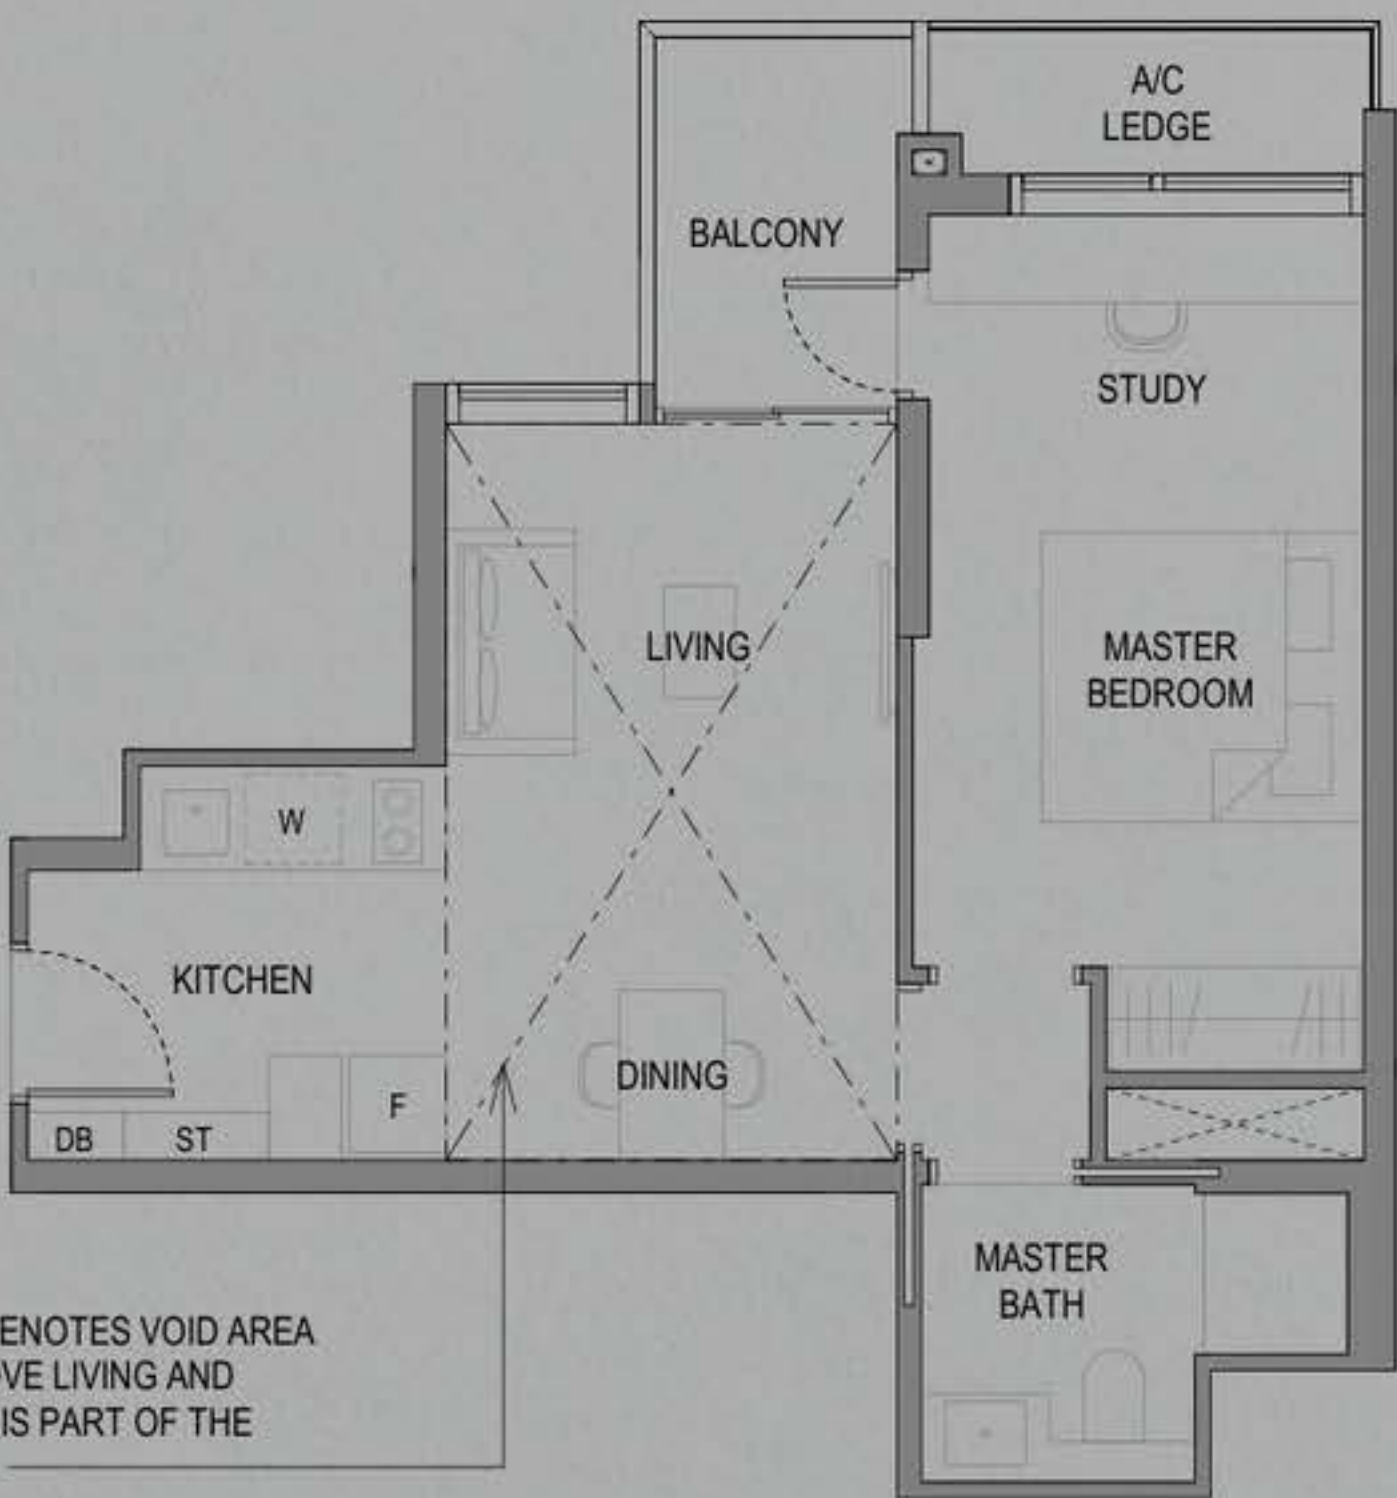 A/C
LEDGE
BALCONY
STUDY
LIVING
MASTER
BEDROOM
W
KITCHEN
DINING
F
DB
ST
MASTER
BATH
ENOTES VOID AREA
OVE LIVING AND
IS PART OF THE